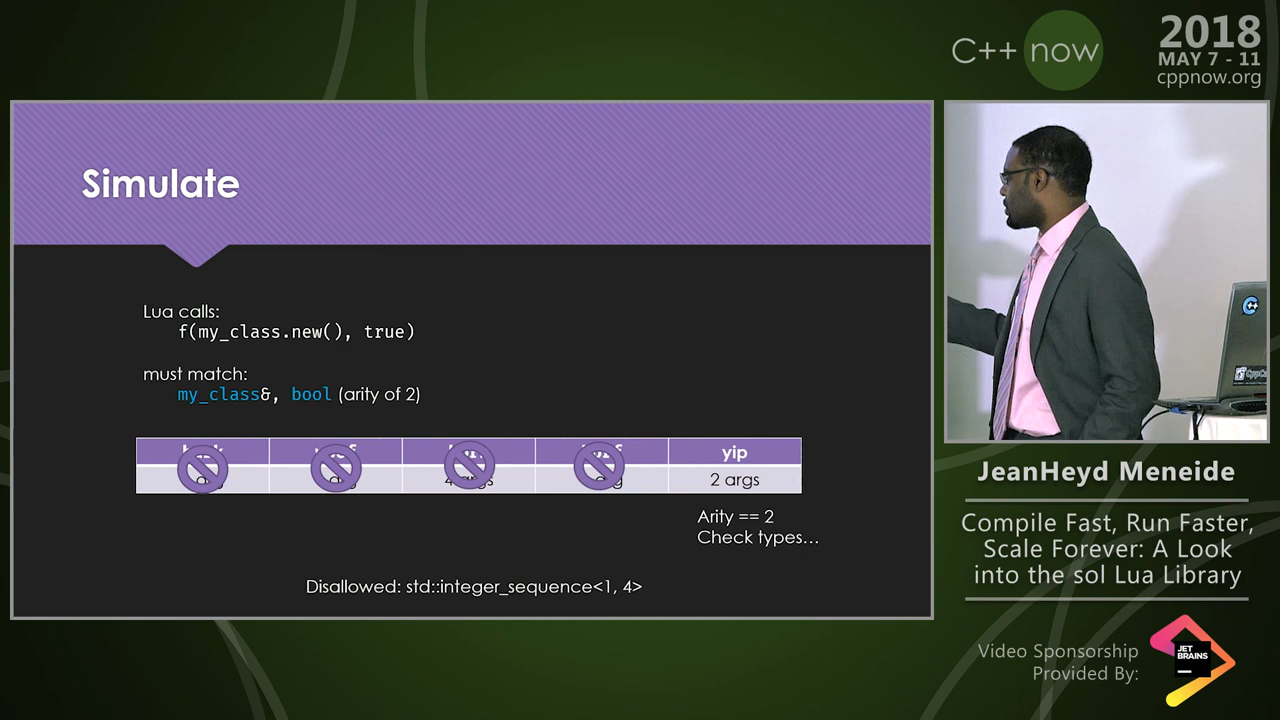 C++ now
2018
MAY 7 - 11
cppnow.org
Simulate
Lua calls:
f(my_class.new(), true)
must match:
my_class&, bool (arity of 2)
yip
2 args
Arity == 2
Check types…
Disallowed: std::integer_sequence<1, 4>
JeanHeyd Meneide
Compile Fast, Run Faster,
Scale Forever: A Look
into the sol Lua Library
Video Sponsorship
Provided By:
JET
BRAINS